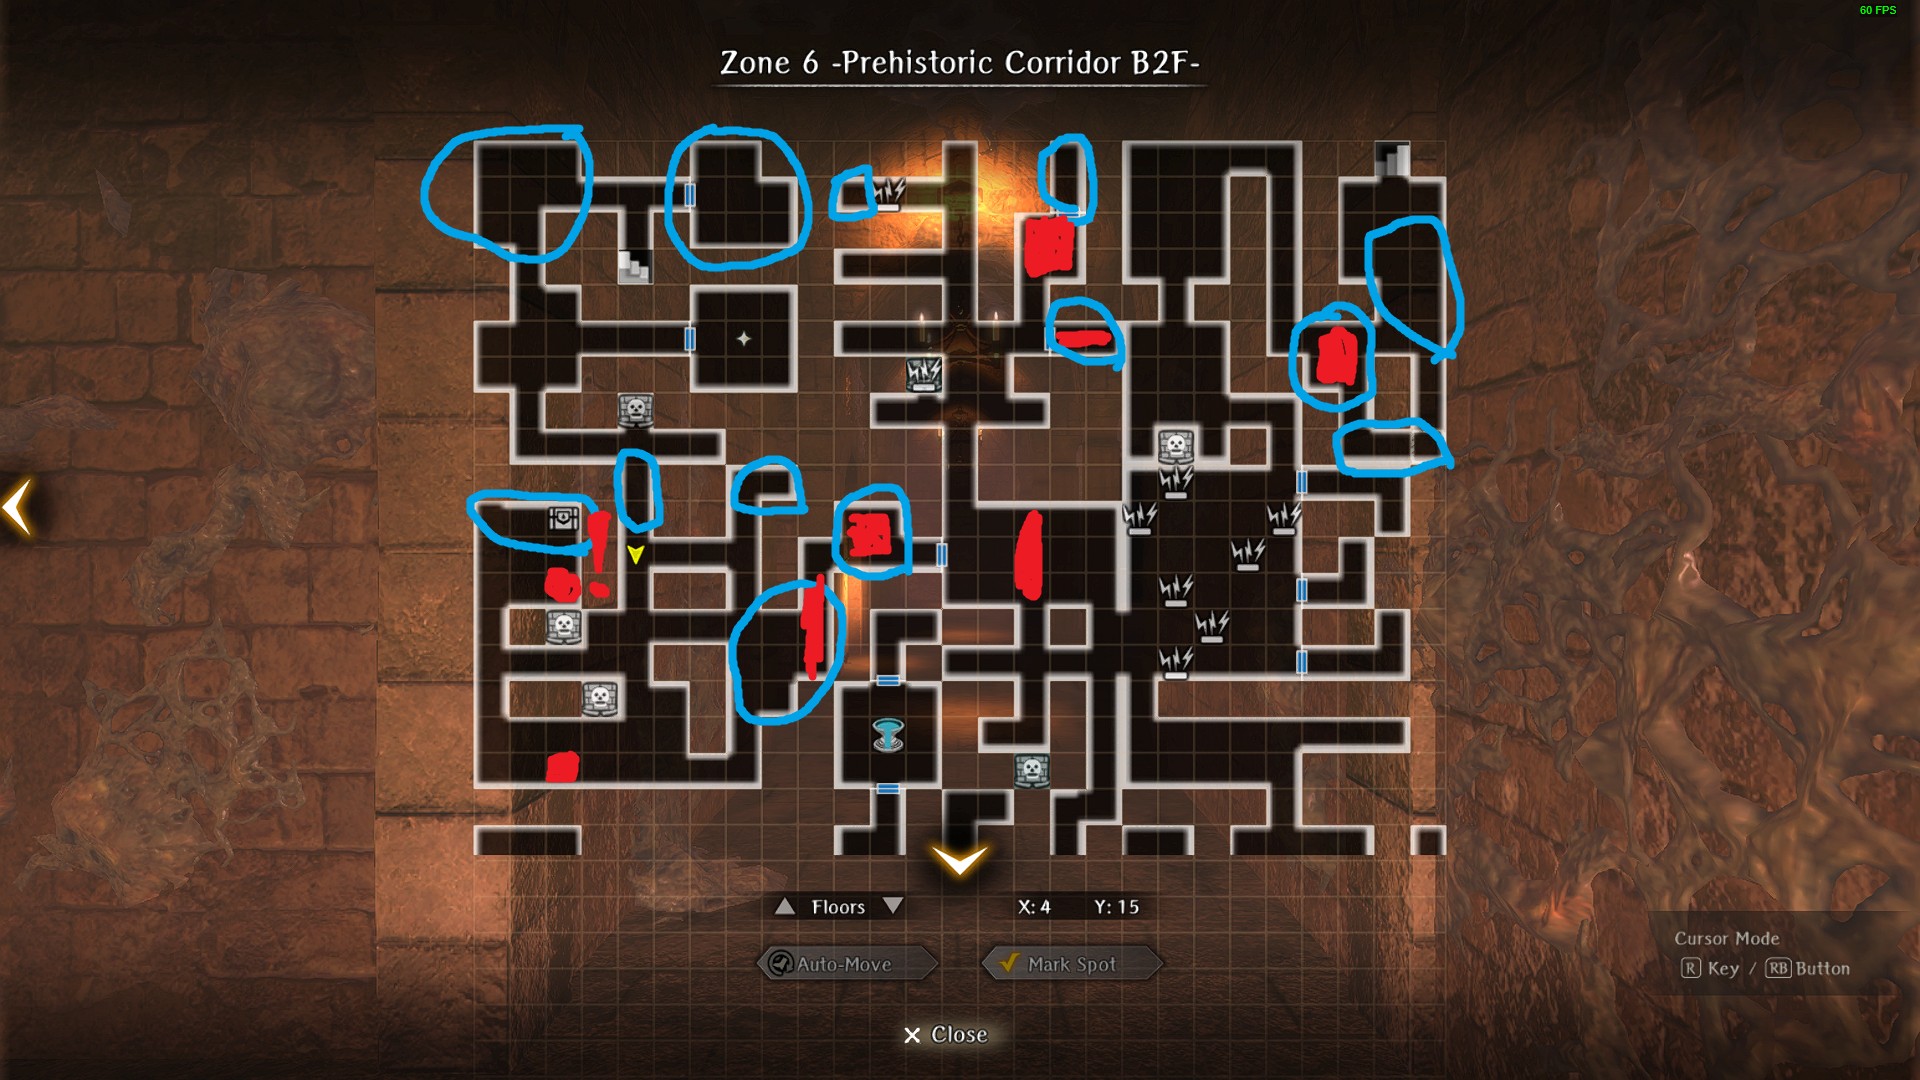 60 FPS
Zone 6 -Prehistoric Corridor B2F-
Floors X: 4 Y: 15
Auto-Move Mark Spot
Cursor Mode
R Key / RB Button
Close